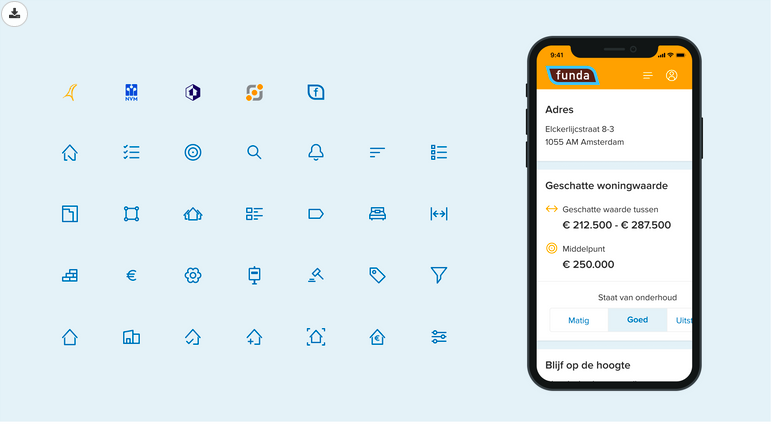 NVM
f
€
€
9:41
funda
Adres
Elckerlijcstraat 8-3
1055 AM Amsterdam
Geschatte woningwaarde
Geschatte waarde tussen
€ 212.500 - € 287.500
Middelpunt
€ 250.000
Staat van onderhoud
Matig Goed Uitst
Blijf op de hoogte